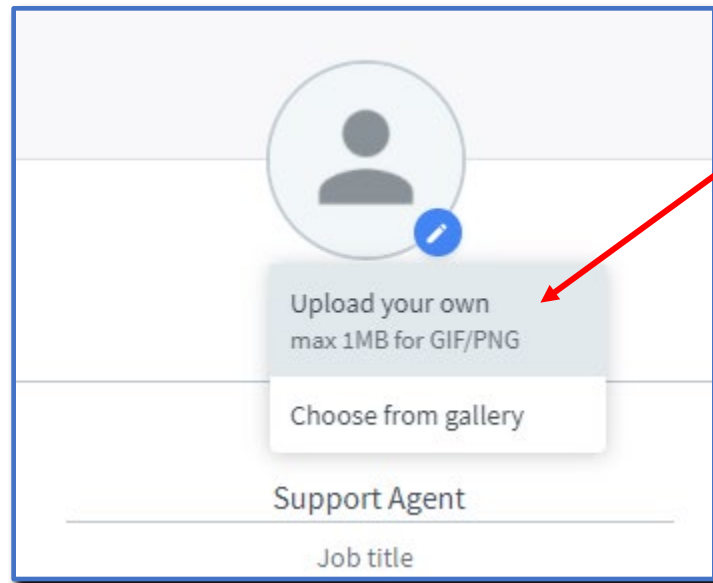 Upload your own
max 1MB for GIF/PNG
Choose from gallery
Support Agent
Job title